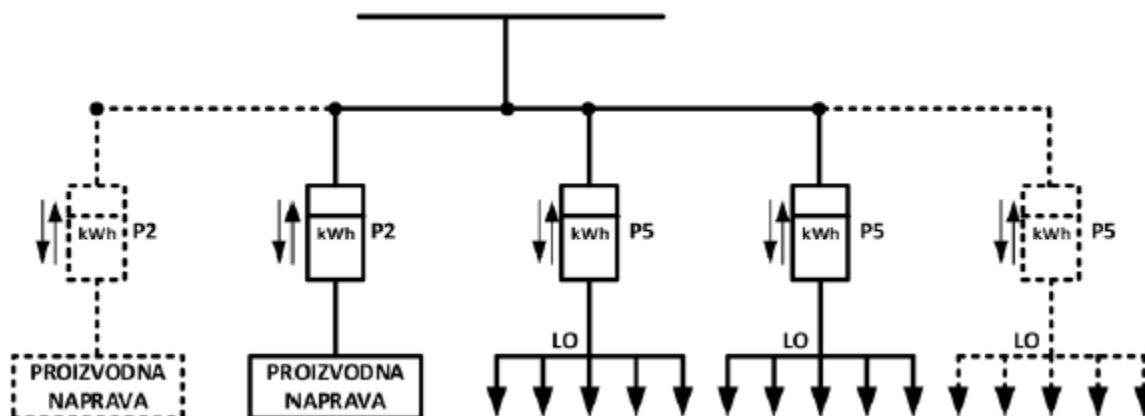 kWh P2
kWh P2
kWh P5
kWh P5
kWh P5
LO
LO
LO
PROIZVODNA
NAPRAVA
PROIZVODNA
NAPRAVA